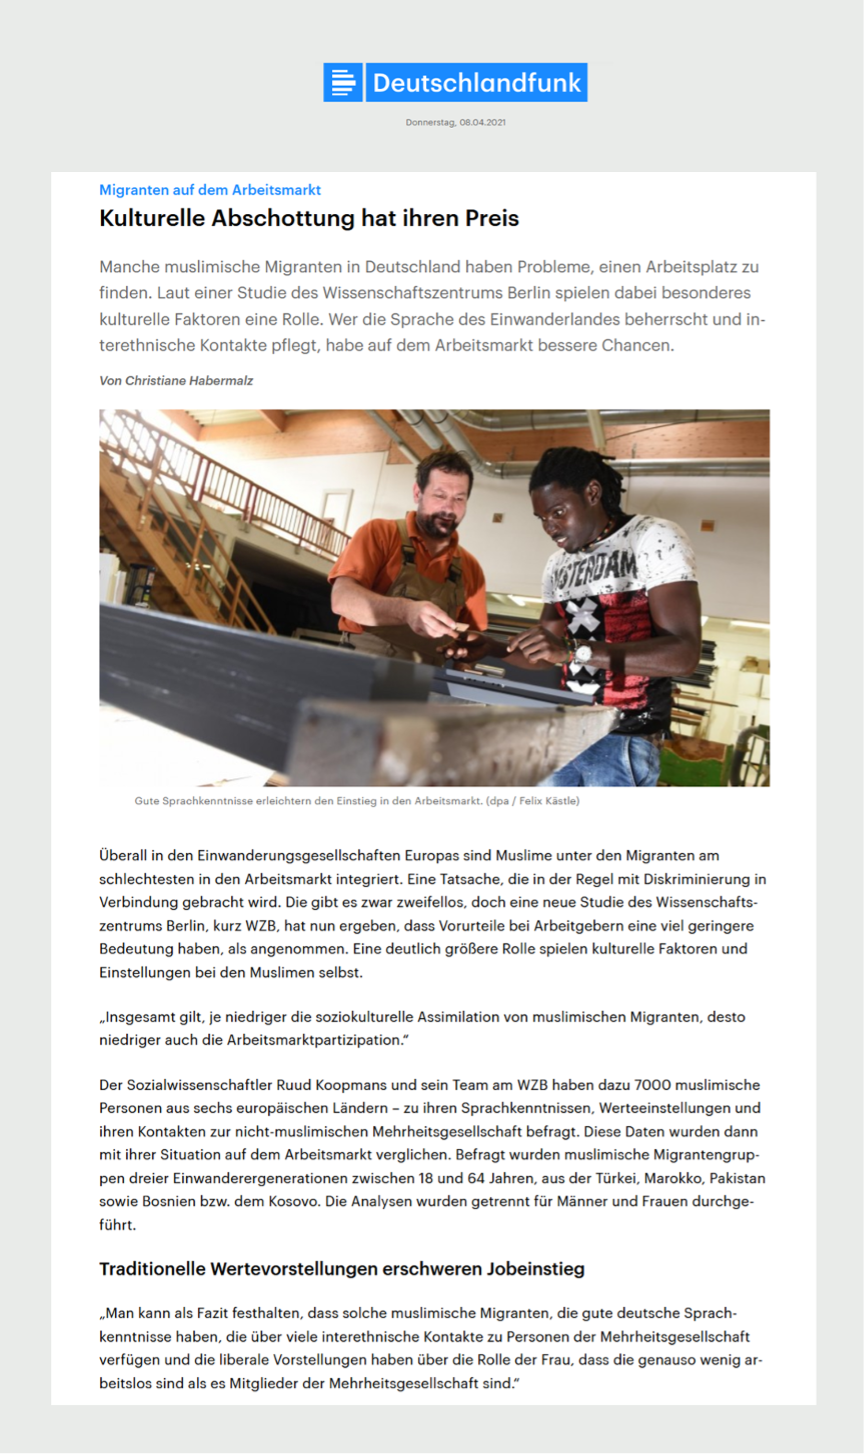 Deutschlandfunk
Donnerstag, 08.04.2021
Migranten auf dem Arbeitsmarkt
Kulturelle Abschottung hat ihren Preis
Manche muslimische Migranten in Deutschland haben Probleme, einen Arbeitsplatz zu
finden. Laut einer Studie des Wissenschaftszentrums Berlin spielen dabei besonderes
kulturelle Faktoren eine Rolle. Wer die Sprache des Einwanderlandes beherrscht und in-
terethnische Kontakte pflegt, habe auf dem Arbeitsmarkt bessere Chancen.
Von Christiane Habermalz
AMSTERDAM
Gute Sprachkenntnisse erleichtern den Einstieg in den Arbeitsmarkt. (dpa / Felix Kästle)
Überall in den Einwanderungsgesellschaften Europas sind Muslime unter den Migranten am
schlechtesten in den Arbeitsmarkt integriert. Eine Tatsache, die in der Regel mit Diskriminierung in
Verbindung gebracht wird. Die gibt es zwar zweifellos, doch eine neue Studie des Wissenschafts-
zentrums Berlin, kurz WZB, hat nun ergeben, dass Vorurteile bei Arbeitgebern eine viel geringere
Bedeutung haben, als angenommen. Eine deutlich größere Rolle spielen kulturelle Faktoren und
Einstellungen bei den Muslimen selbst.
„Insgesamt gilt, je niedriger die soziokulturelle Assimilation von muslimischen Migranten, desto
niedriger auch die Arbeitsmarktpartizipation.“
Der Sozialwissenschaftler Ruud Koopmans und sein Team am WZB haben dazu 7000 muslimische
Personen aus sechs europäischen Ländern – zu ihren Sprachkenntnissen, Werteeinstellungen und
ihren Kontakten zur nicht-muslimischen Mehrheitsgesellschaft befragt. Diese Daten wurden dann
mit ihrer Situation auf dem Arbeitsmarkt verglichen. Befragt wurden muslimische Migrantengrup-
pen dreier Einwanderergenerationen zwischen 18 und 64 Jahren, aus der Türkei, Marokko, Pakistan
sowie Bosnien bzw. dem Kosovo. Die Analysen wurden getrennt für Männer und Frauen durchge-
führt.
Traditionelle Wertevorstellungen erschweren Jobeinstieg
„Man kann als Fazit festhalten, dass solche muslimische Migranten, die gute deutsche Sprach-
kenntnisse haben, die über viele interethnische Kontakte zu Personen der Mehrheitsgesellschaft
verfügen und die liberale Vorstellungen haben über die Rolle der Frau, dass die genauso wenig ar-
beitslos sind als es Mitglieder der Mehrheitsgesellschaft sind.“